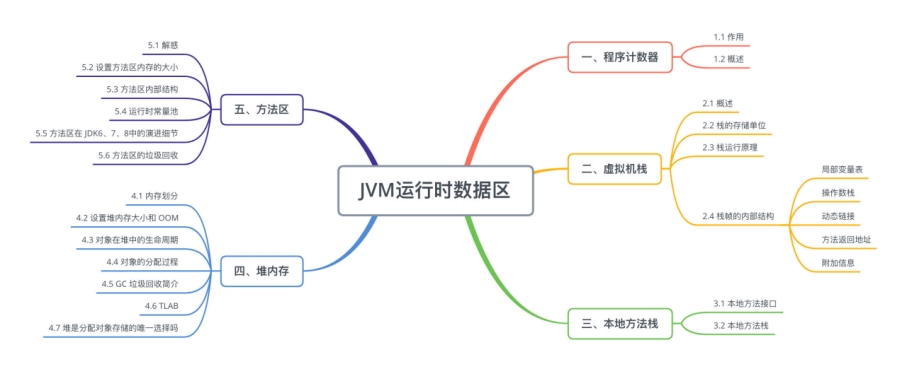 JVM运行时数据区
一、程序计数器
1.1 作用
1.2 概述
二、虚拟机栈
2.1 概述
2.2 栈的存储单位
2.3 栈运行原理
2.4 栈帧的内部结构
局部变量表
操作数栈
动态链接
方法返回地址
附加信息
三、本地方法栈
3.1 本地方法接口
3.2 本地方法栈
四、堆内存
4.1 内存划分
4.2 设置堆内存大小和 OOM
4.3 对象在堆中的生命周期
4.4 对象的分配过程
4.5 GC 垃圾回收简介
4.6 TLAB
4.7 堆是分配对象存储的唯一选择吗
五、方法区
5.1 解惑
5.2 设置方法区内存的大小
5.3 方法区内部结构
5.4 运行时常量池
5.5 方法区在 JDK6、7、8中的演进细节
5.6 方法区的垃圾回收